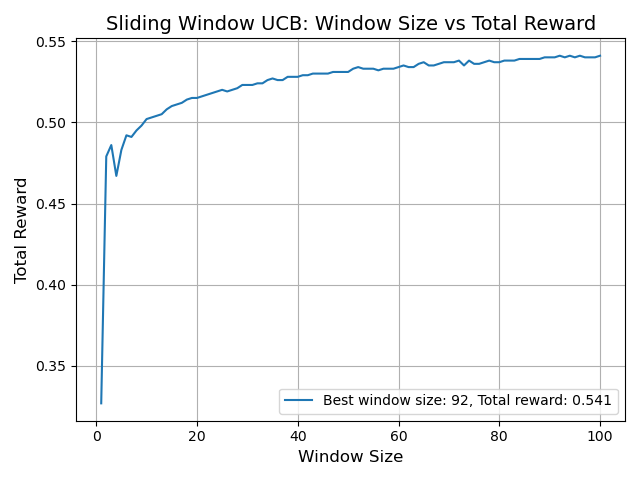 Sliding Window UCB: Window Size vs Total Reward
Total Reward
0.55
0.50
0.45
0.40
0.35
Best window size: 92, Total reward: 0.541
0 20 40 60 80 100
Window Size